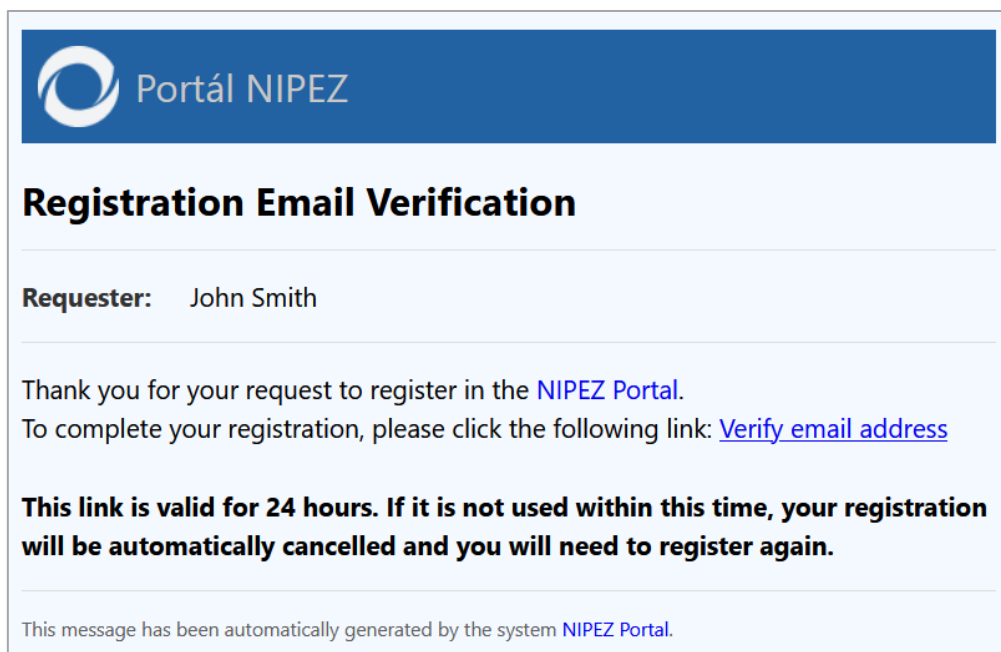 Portál NIPEZ
Registration Email Verification
Requester: John Smith
Thank you for your request to register in the NIPEZ Portal.
To complete your registration, please click the following link: Verify email address
This link is valid for 24 hours. If it is not used within this time, your registration
will be automatically cancelled and you will need to register again.
This message has been automatically generated by the system NIPEZ Portal.